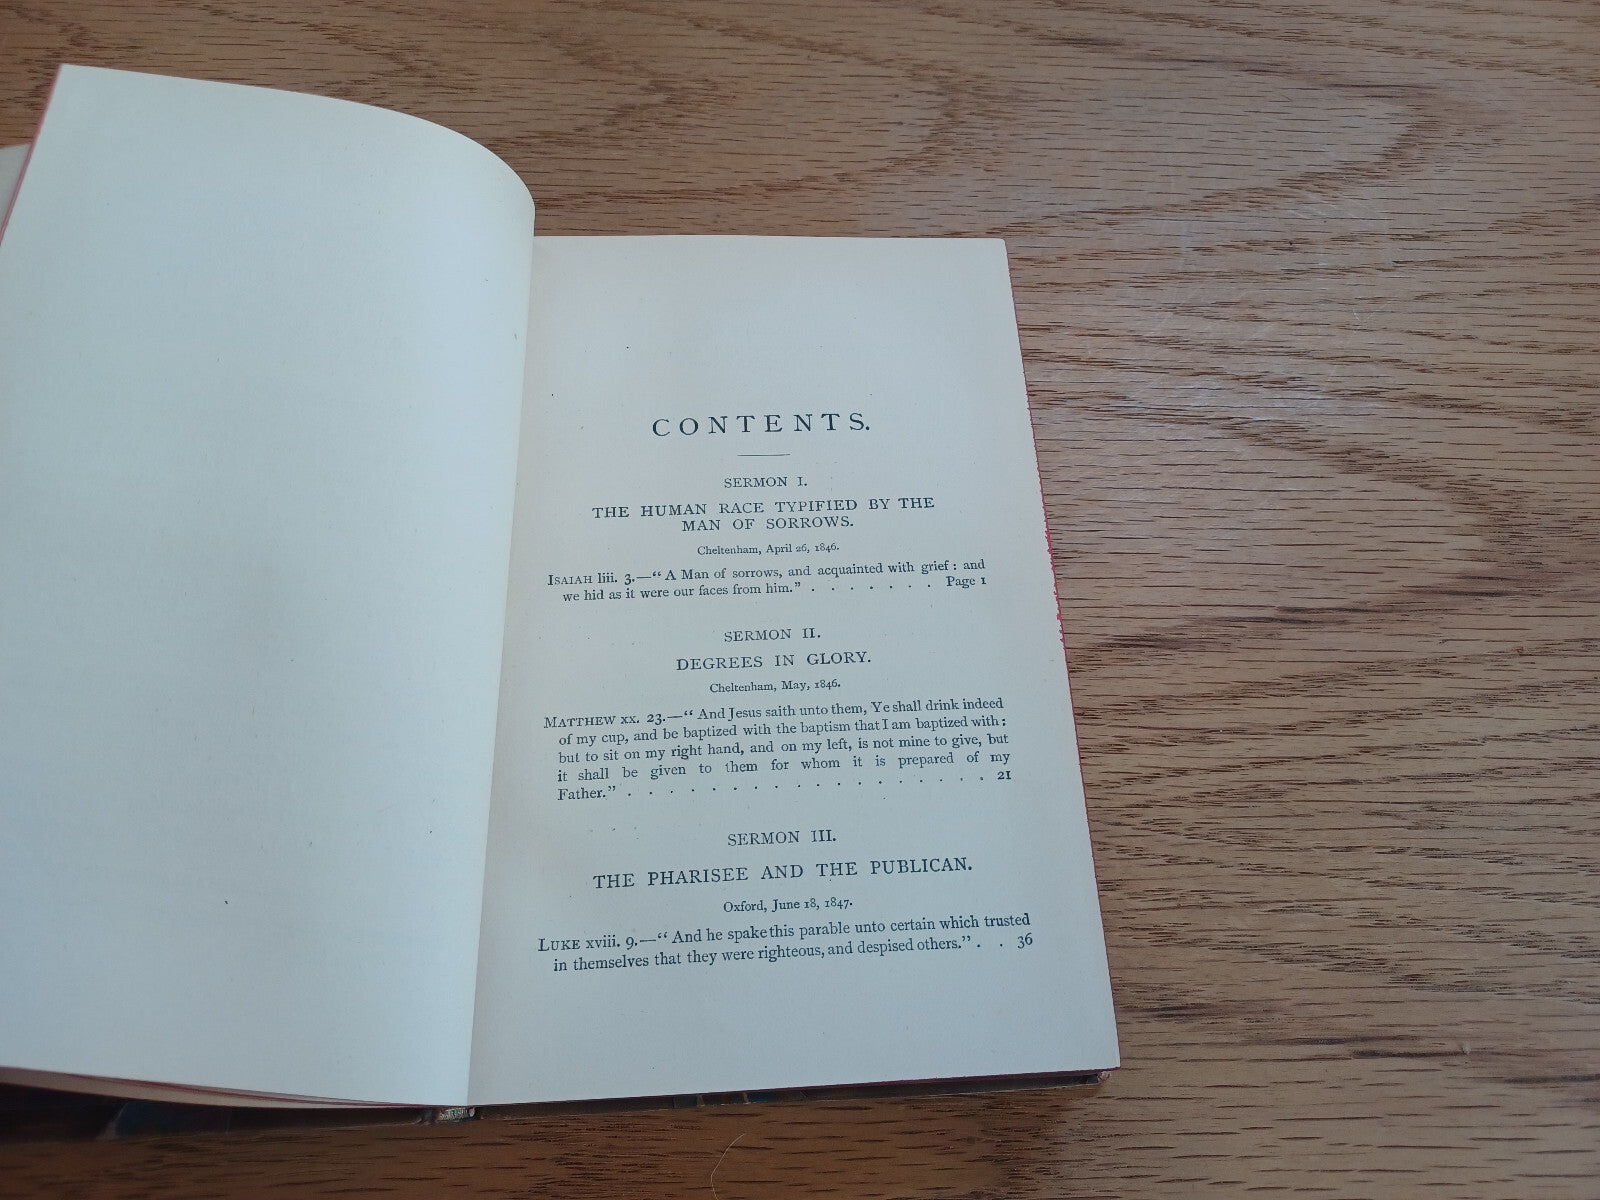 CONTENTS.
SERMON I.
THE HUMAN RACE TYPIFIED BY THE
MAN OF SORROWS.
Cheltenham, April 26, 1846.
ISAIAH liii. 3.—“A Man of sorrows, and acquainted with grief: and
we hid as it were our faces from him.” . . . . . . . Page 1
SERMON II.
DEGREES IN GLORY.
Cheltenham, May, 1846.
MATTHEW xx. 23.—“And Jesus saith unto them, Ye shall drink indeed
of my cup, and be baptized with the baptism that I am baptized with:
but to sit on my right hand, and on my left, is not mine to give, but
it shall be given to them for whom it is prepared of my
Father.” . . . . . . . . . . . . . . . . . 21
SERMON III.
THE PHARISEE AND THE PUBLICAN.
Oxford, June 18, 1847.
LUKE xviii. 9.—“And he spake this parable unto certain which trusted
in themselves that they were righteous, and despised others.” . . 36